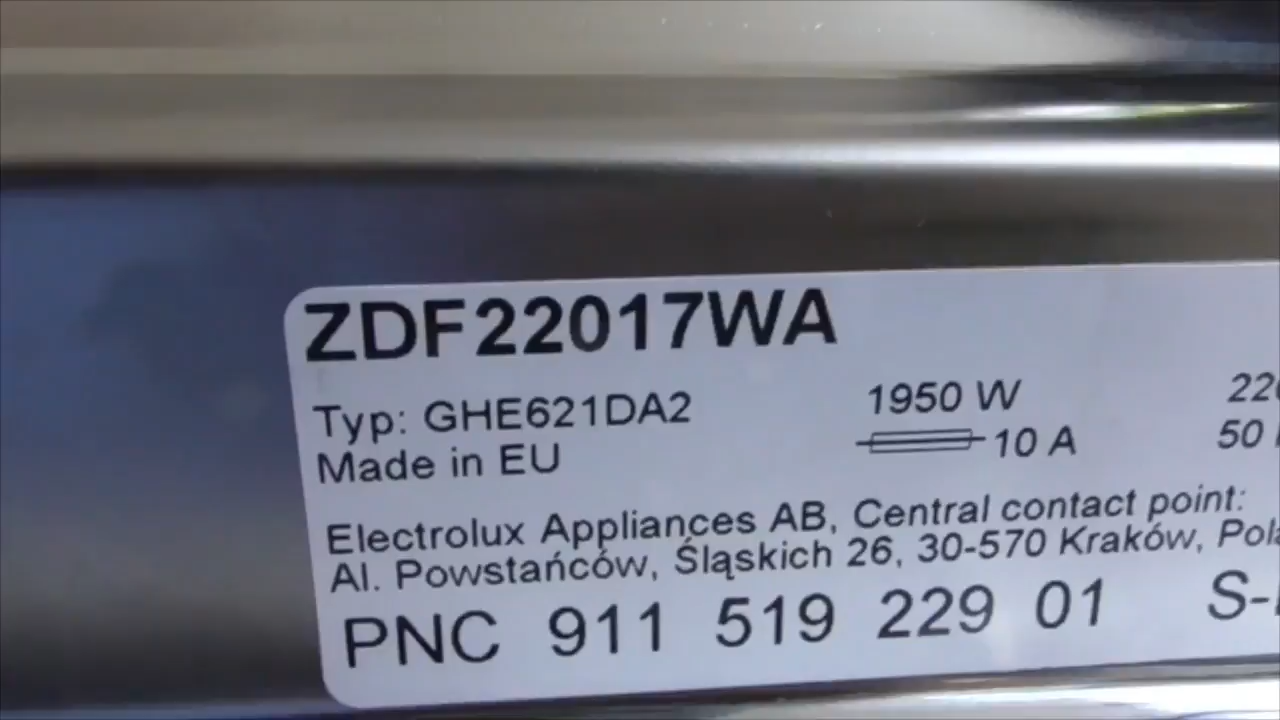 ZDF22017WA
Typ: GHE621DA2 1950 W 220
Made in EU 10 A 50
Electrolux Appliances AB, Central contact point:
Al. Powstańców, Śląskich 26, 30-570 Kraków,
PNC 911 519 229 01 S-